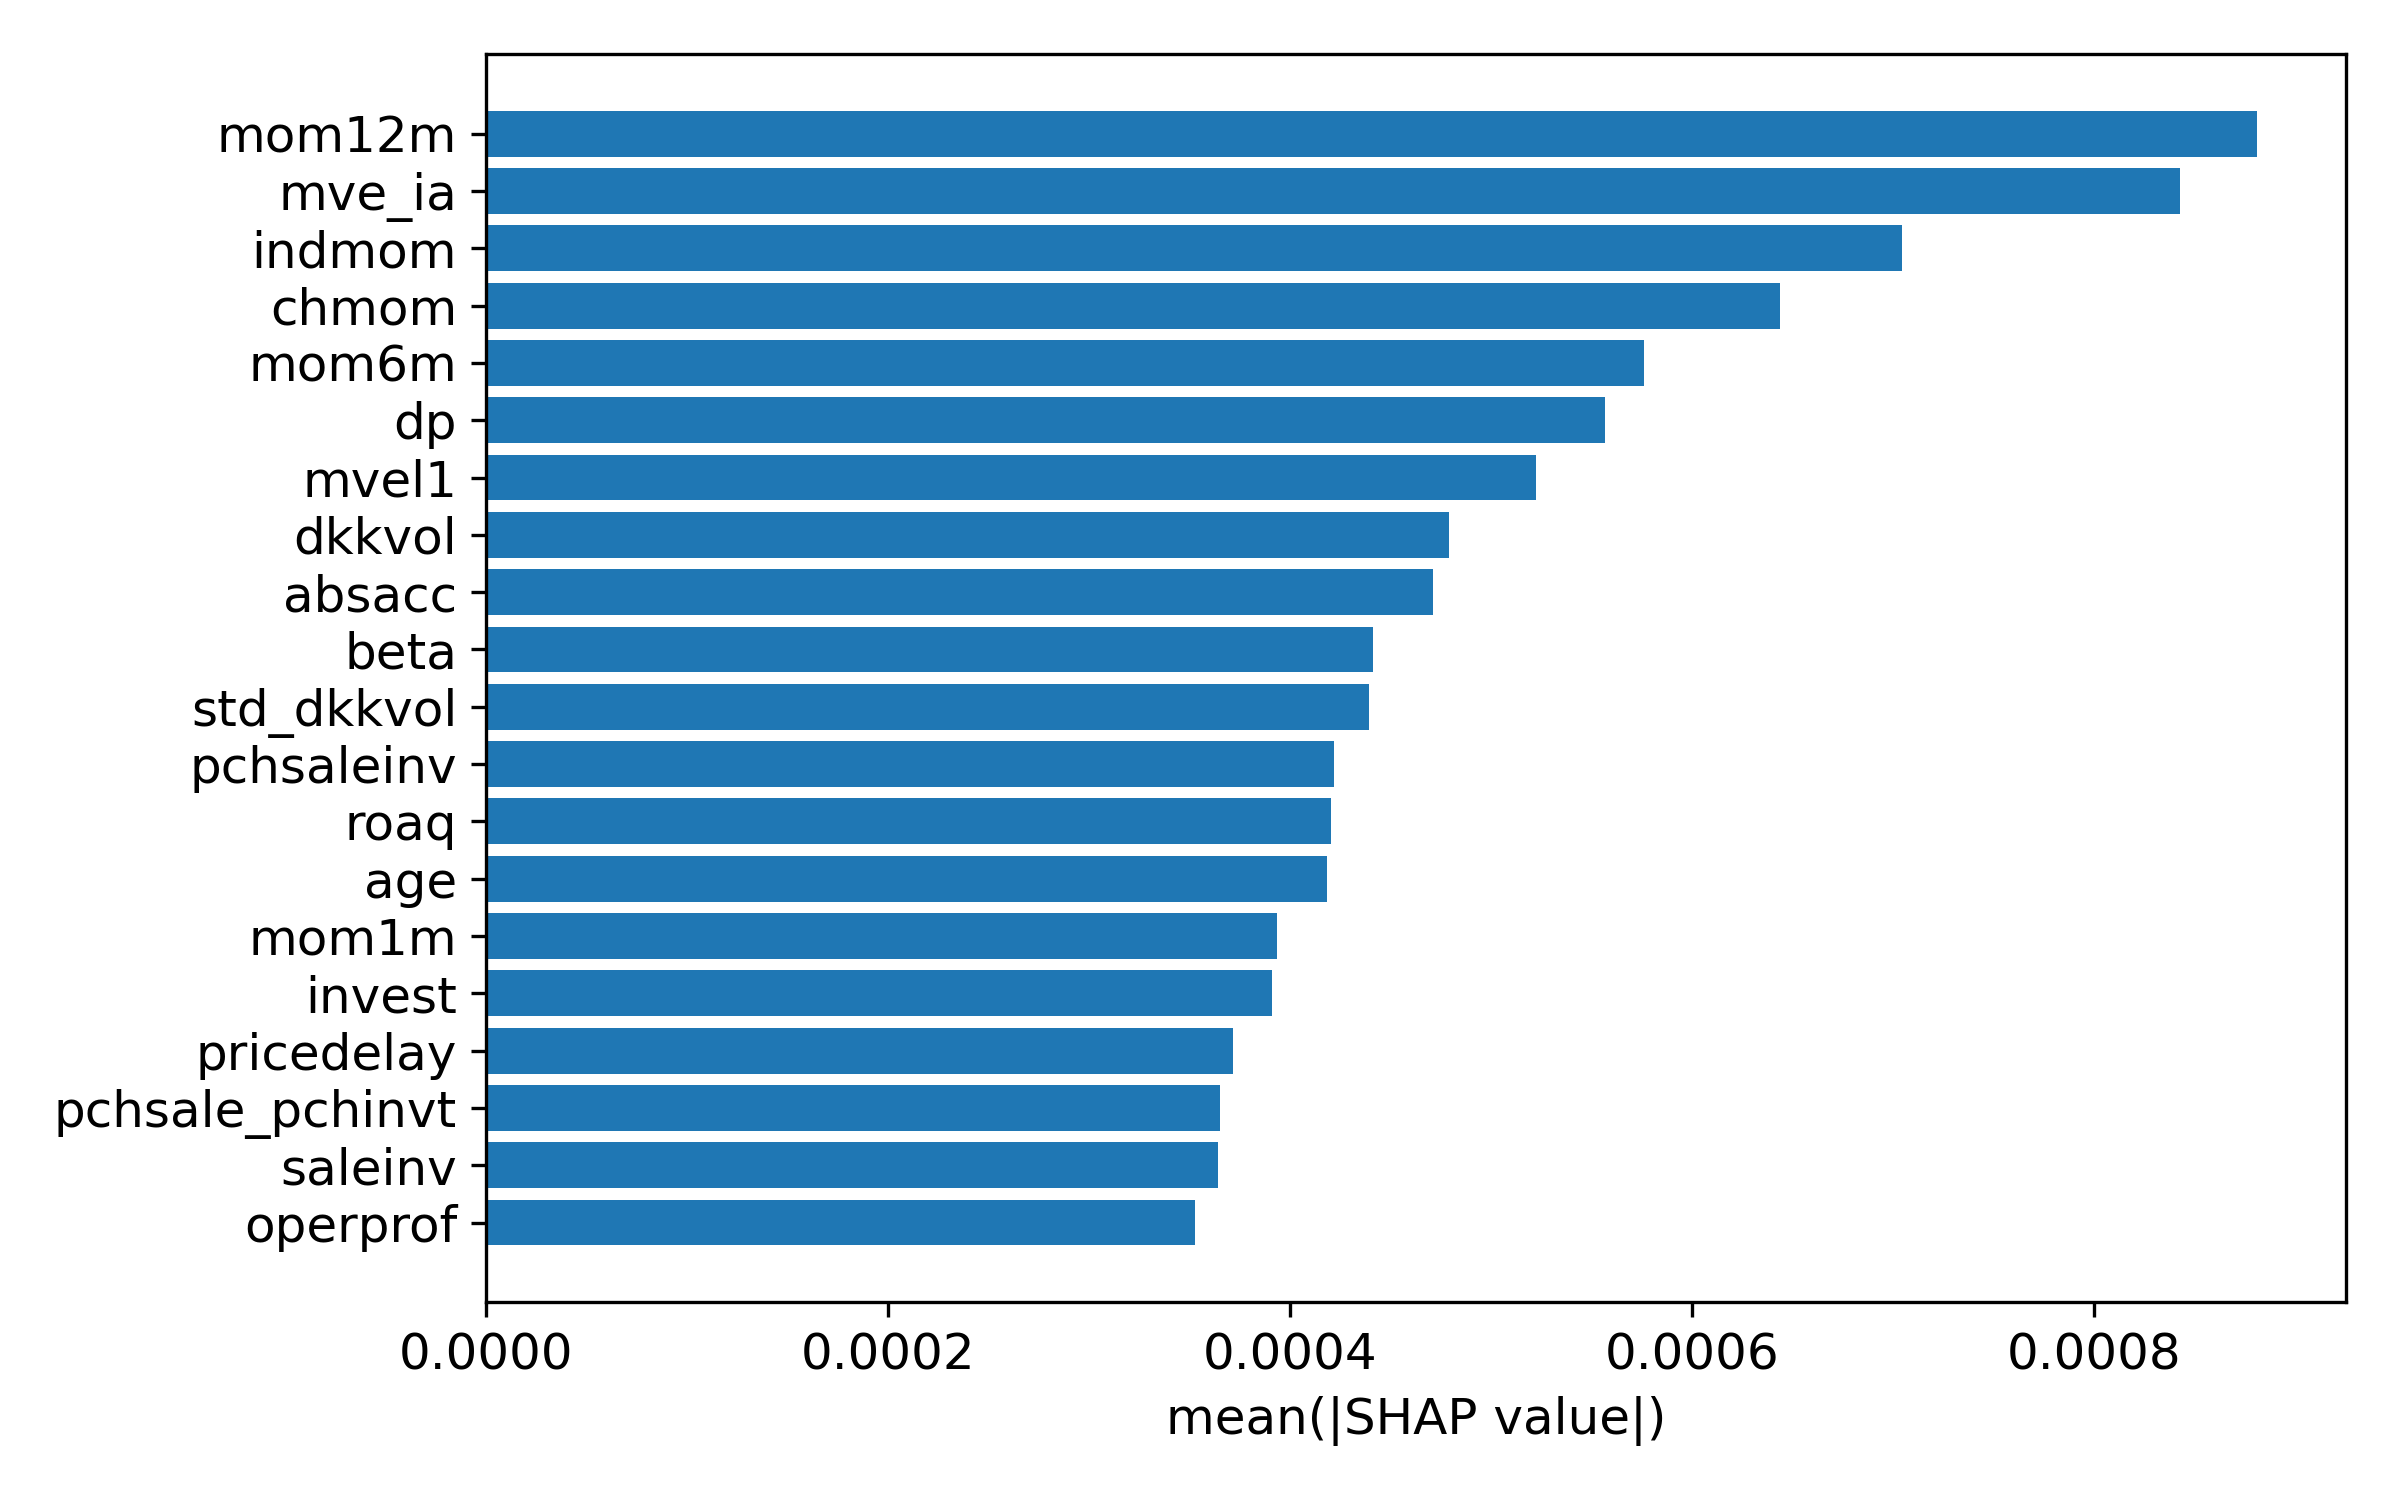 mom12m
mve_ia
indmom
chmom
mom6m
dp
mvel1
dkkvol
absacc
beta
std_dkkvol
pchsaleinv
roaq
age
mom1m
invest
pricedelay
pchsale_pchinvt
saleinv
operprof
0.0000 0.0002 0.0004 0.0006 0.0008
mean(|SHAP value|)